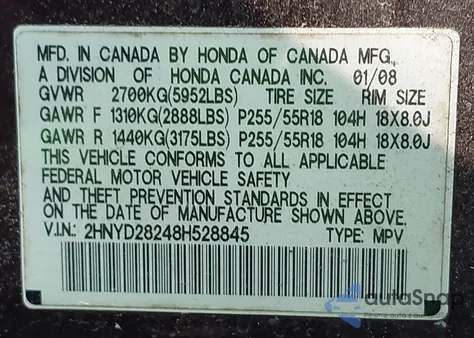 MFD. IN CANADA BY HONDA OF CANADA MFG.,
A DIVISION OF HONDA CANADA INC. 01/08
GVWR 2700KG(5952LBS) TIRE SIZE RIM SIZE
GAWR F 1310KG(2888LBS) P255/55R18 104H 18X8.0J
GAWR R 1440KG(3175LBS) P255/55R18 104H 18X8.0J
THIS VEHICLE CONFORMS TO ALL APPLICABLE
FEDERAL MOTOR VEHICLE SAFETY
AND THEFT PREVENTION STANDARDS IN EFFECT
ON THE DATE OF MANUFACTURE SHOWN ABOVE.
V.I.N.: 2HNYD28248H528845 TYPE: MPV
autaSnap
Pewne auta z